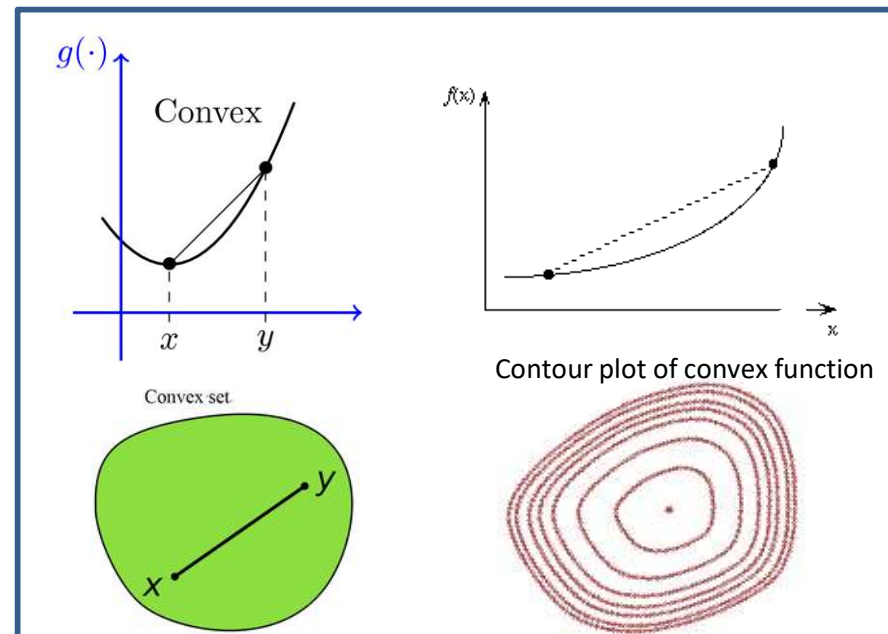 g(·)
Convex
x
y
f(x)
x
Contour plot of convex function
Convex set
y
x